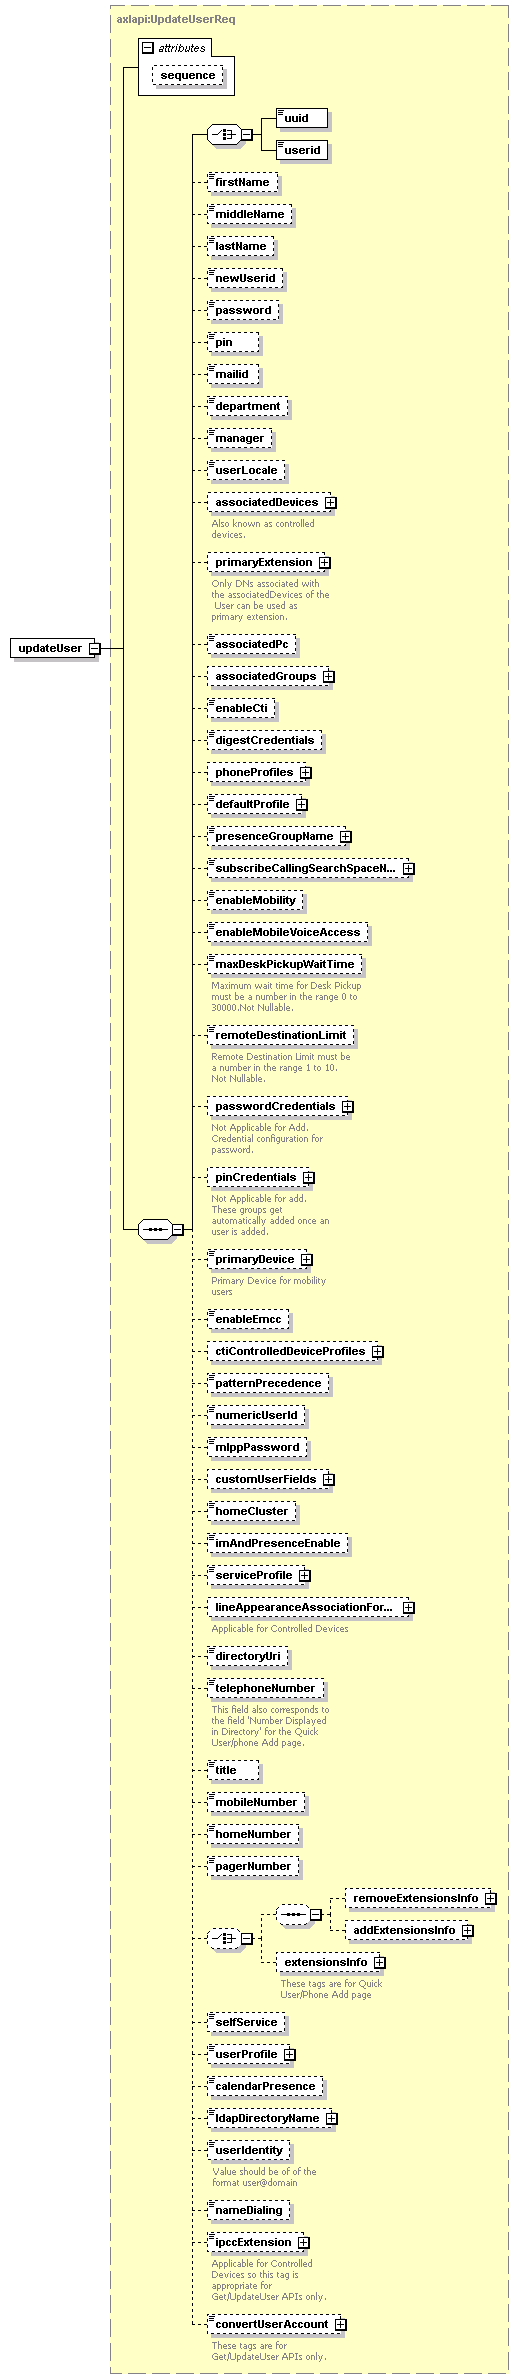 axlapi:UpdateUserReq
attributes
sequence
uuid
userid
firstName
middleName
lastName
newUserid
password
pin
mailid
department
manager
userLocale
associatedDevices
Also known as controlled
devices.
primaryExtension
Only DNs associated with
the associatedDevices of the
User can be used as
primary extension.
updateUser
associatedPc
associatedGroups
enableCti
digestCredentials
phoneProfiles
defaultProfile
presenceGroupName
subscribeCallingSearchSpaceN...
enableMobility
enableMobileVoiceAccess
maxDeskPickupWaitTime
Maximum wait time for Desk Pickup
must be a number in the range 0 to
30000.Not Nullable.
remoteDestinationLimit
Remote Destination Limit must be
a number in the range 1 to 10.
Not Nullable.
passwordCredentials
Not Applicable for Add.
Credential configuration for
password.
pinCredentials
Not Applicable for add.
These groups get
automatically added once an
user is added.
primaryDevice
Primary Device for mobility
users
enableEmcc
ctiControlledDeviceProfiles
patternPrecedence
numericUserId
mlppPassword
customUserFields
homeCluster
imAndPresenceEnable
serviceProfile
lineAppearanceAssociationFor...
Applicable for Controlled Devices
directoryUri
telephoneNumber
This field also corresponds to
the field 'Number Displayed
in Directory' for the Quick
User/phone Add page.
title
mobileNumber
homeNumber
pagerNumber
removeExtensionsInfo
addExtensionsInfo
extensionsInfo
These tags are for Quick
User/Phone Add page
selfService
userProfile
calendarPresence
ldapDirectoryName
userIdentity
Value should be of of the
format user@domain
nameDialing
ipccExtension
Applicable for Controlled
Devices so this tag is
appropriate for
Get/UpdateUser APIs only.
convertUserAccount
These tags are for
Get/UpdateUser APIs only.